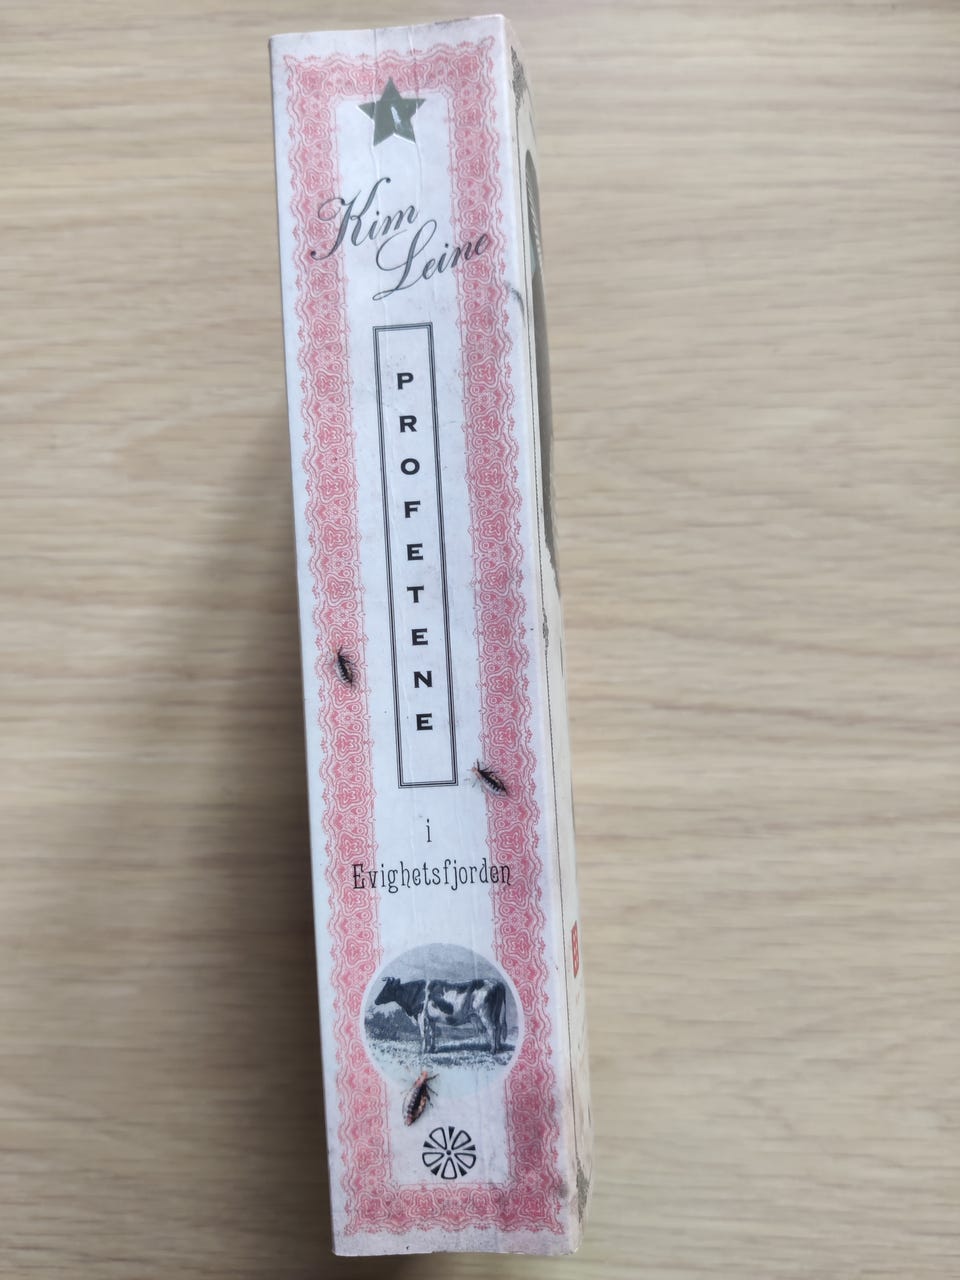 Kim
Leine
PROFETENE
i
Evighetsfjorden